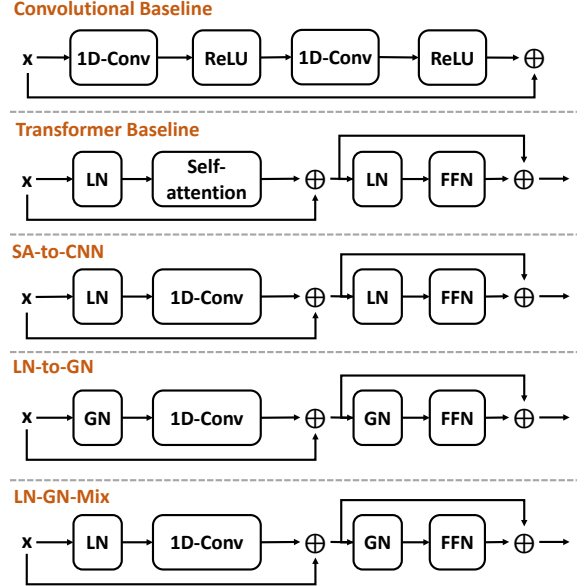 Convolutional Baseline
x 1D-Conv ReLU 1D-Conv ReLU
Transformer Baseline
x LN Self-attention LN FFN
SA-to-CNN
x LN 1D-Conv LN FFN
LN-to-GN
x GN 1D-Conv GN FFN
LN-GN-Mix
x LN 1D-Conv GN FFN